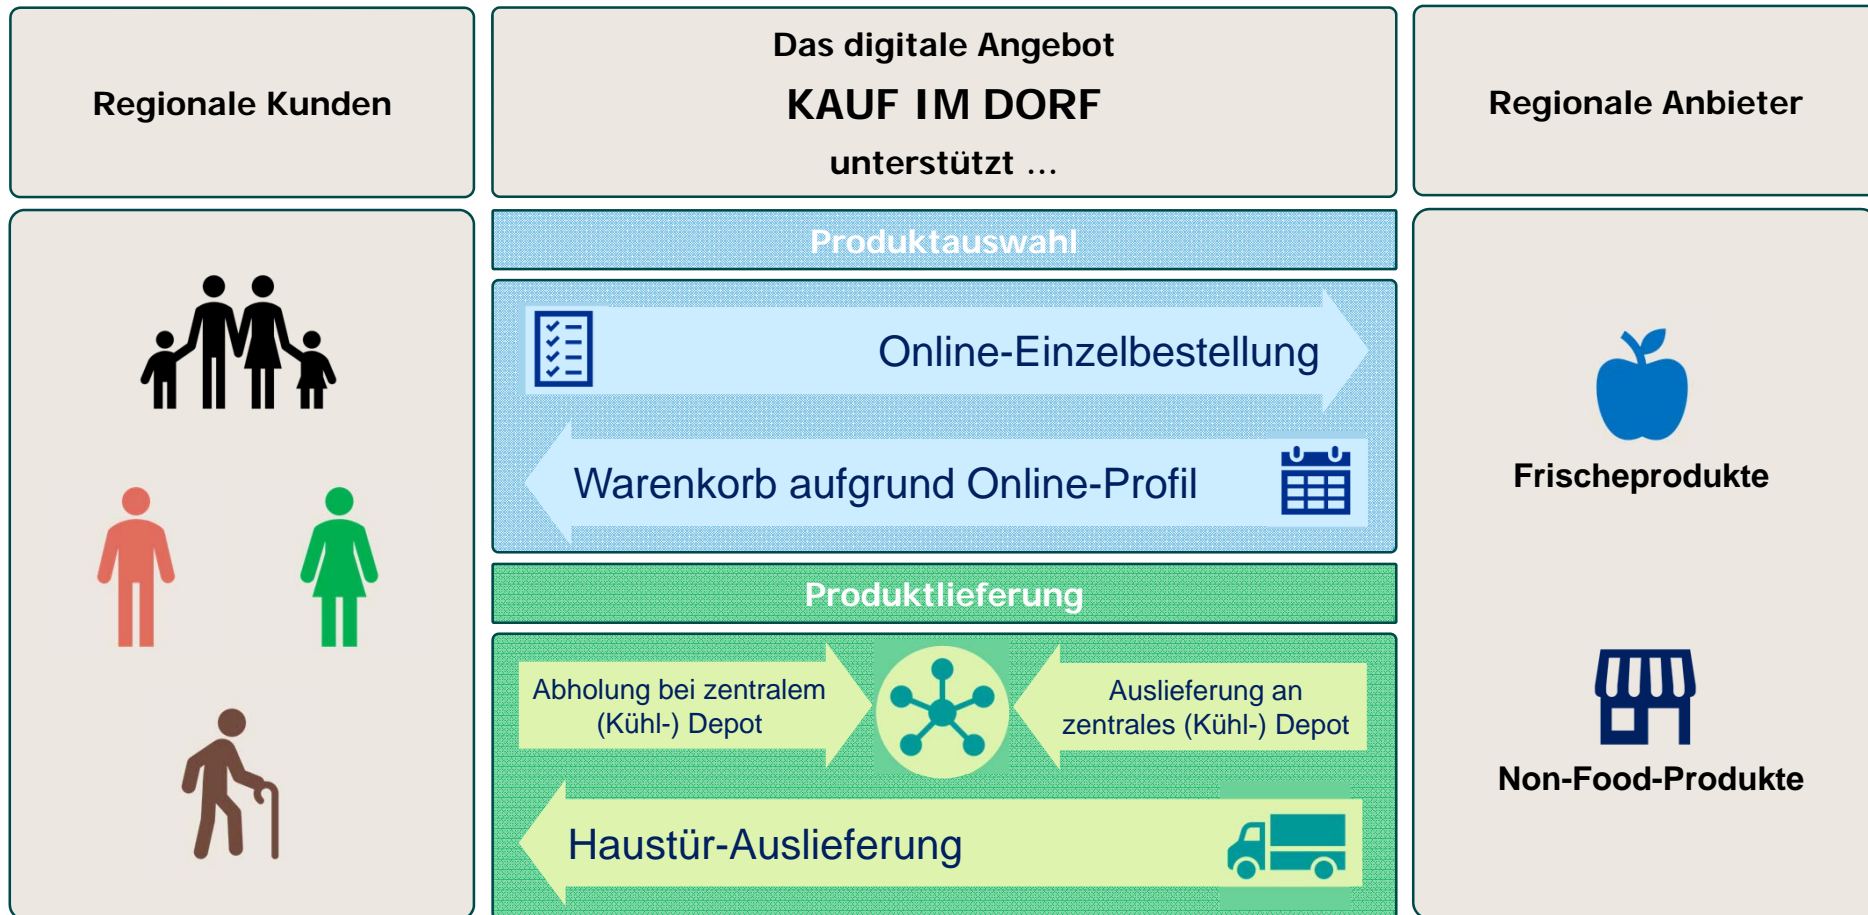 Regionale Kunden
Das digitale Angebot
KAUF IM DORF
unterstützt ...
Regionale Anbieter
Produktauswahl
Online-Einzelbestellung
Warenkorb aufgrund Online-Profil
Produktlieferung
Abholung bei zentralem
(Kühl-) Depot
Auslieferung an
zentrales (Kühl-) Depot
Haustür-Auslieferung
Frischeprodukte
Non-Food-Produkte